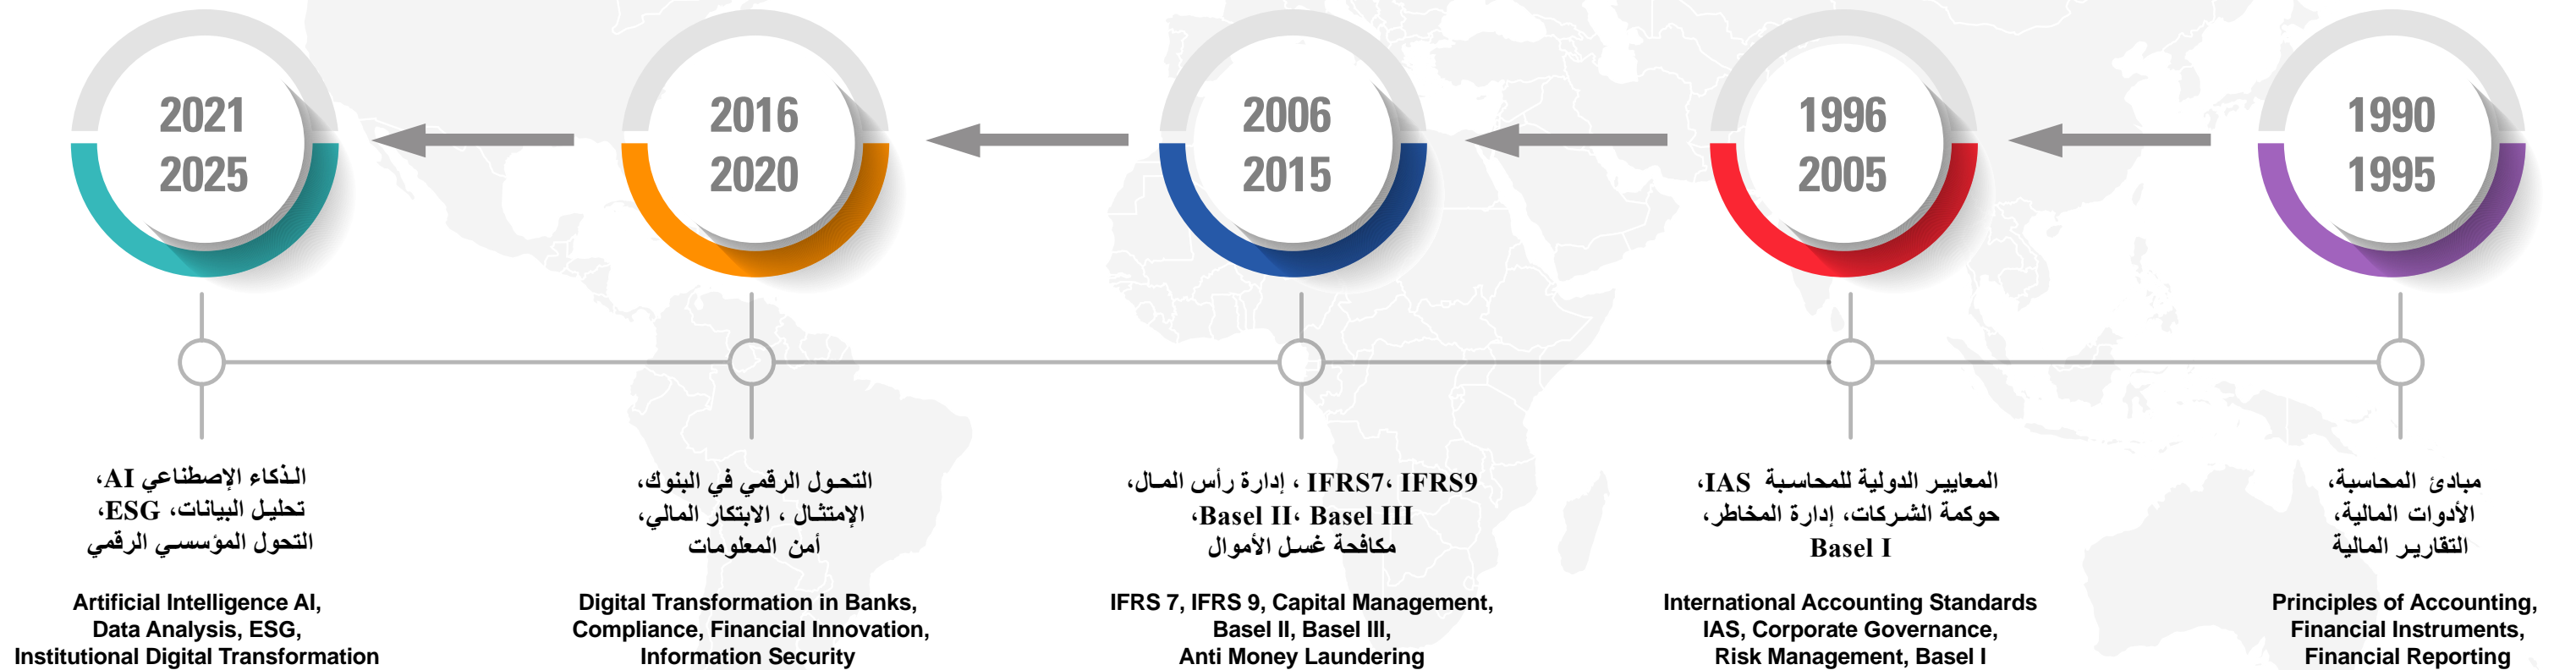 1990
1995
مبادئ المحاسبة،
الأدوات المالية،
التقارير المالية
Principles of Accounting,
Financial Instruments,
Financial Reporting
1996
2005
المعايير الدولية للمحاسبة IAS،
حوكمة الشركات، إدارة المخاطر،
Basel I
International Accounting Standards
IAS, Corporate Governance,
Risk Management, Basel I
2006
2015
IFRS7، IFRS9 ، إدارة رأس المال،
Basel II، Basel III،
مكافحة غسل الأموال
IFRS 7, IFRS 9, Capital Management,
Basel II, Basel III,
Anti Money Laundering
2016
2020
التحول الرقمي في البنوك،
الإمتثال ، الابتكار المالي،
أمن المعلومات
Digital Transformation in Banks,
Compliance, Financial Innovation,
Information Security
2021
2025
الذكاء الإصطناعي AI،
تحليل البيانات، ESG،
التحول المؤسسي الرقمي
Artificial Intelligence AI,
Data Analysis, ESG,
Institutional Digital Transformation